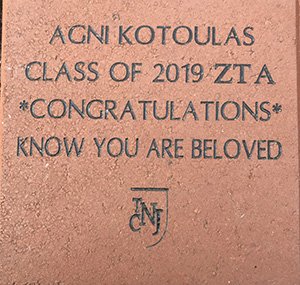 AGNI KOTOULAS
CLASS OF 2019 ZTA
*CONGRATULATIONS*
KNOW YOU ARE BELOVED
TCNJ